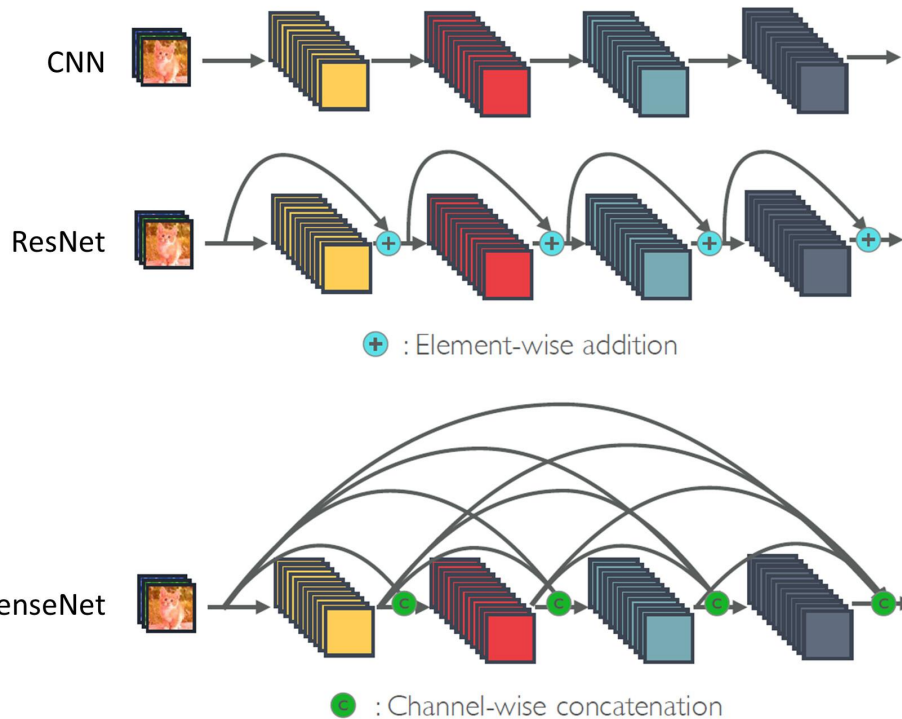 CNN
ResNet
+ : Element-wise addition
enseNet
C C C C
C : Channel-wise concatenation